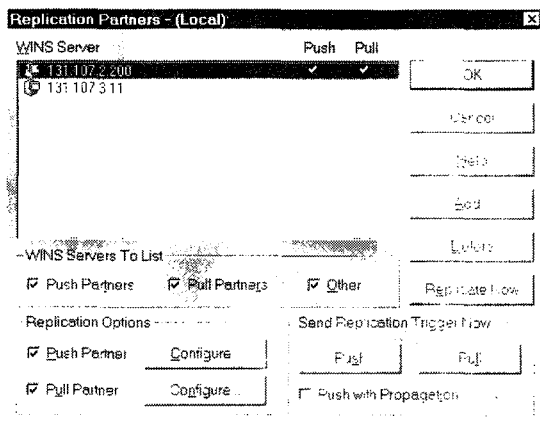 Replication Partners - (Local)
WINS Server Push Pull
131.107.2.200
131.107.3.11
OK
Cancel
Help
Add
Delete
Replicate Now
WINS Servers To List
Push Partners Pull Partners Other
Replication Options
Push Partner Configure
Pull Partner Configure...
Send Replication Trigger Now
Push Pull
Push with Propagation